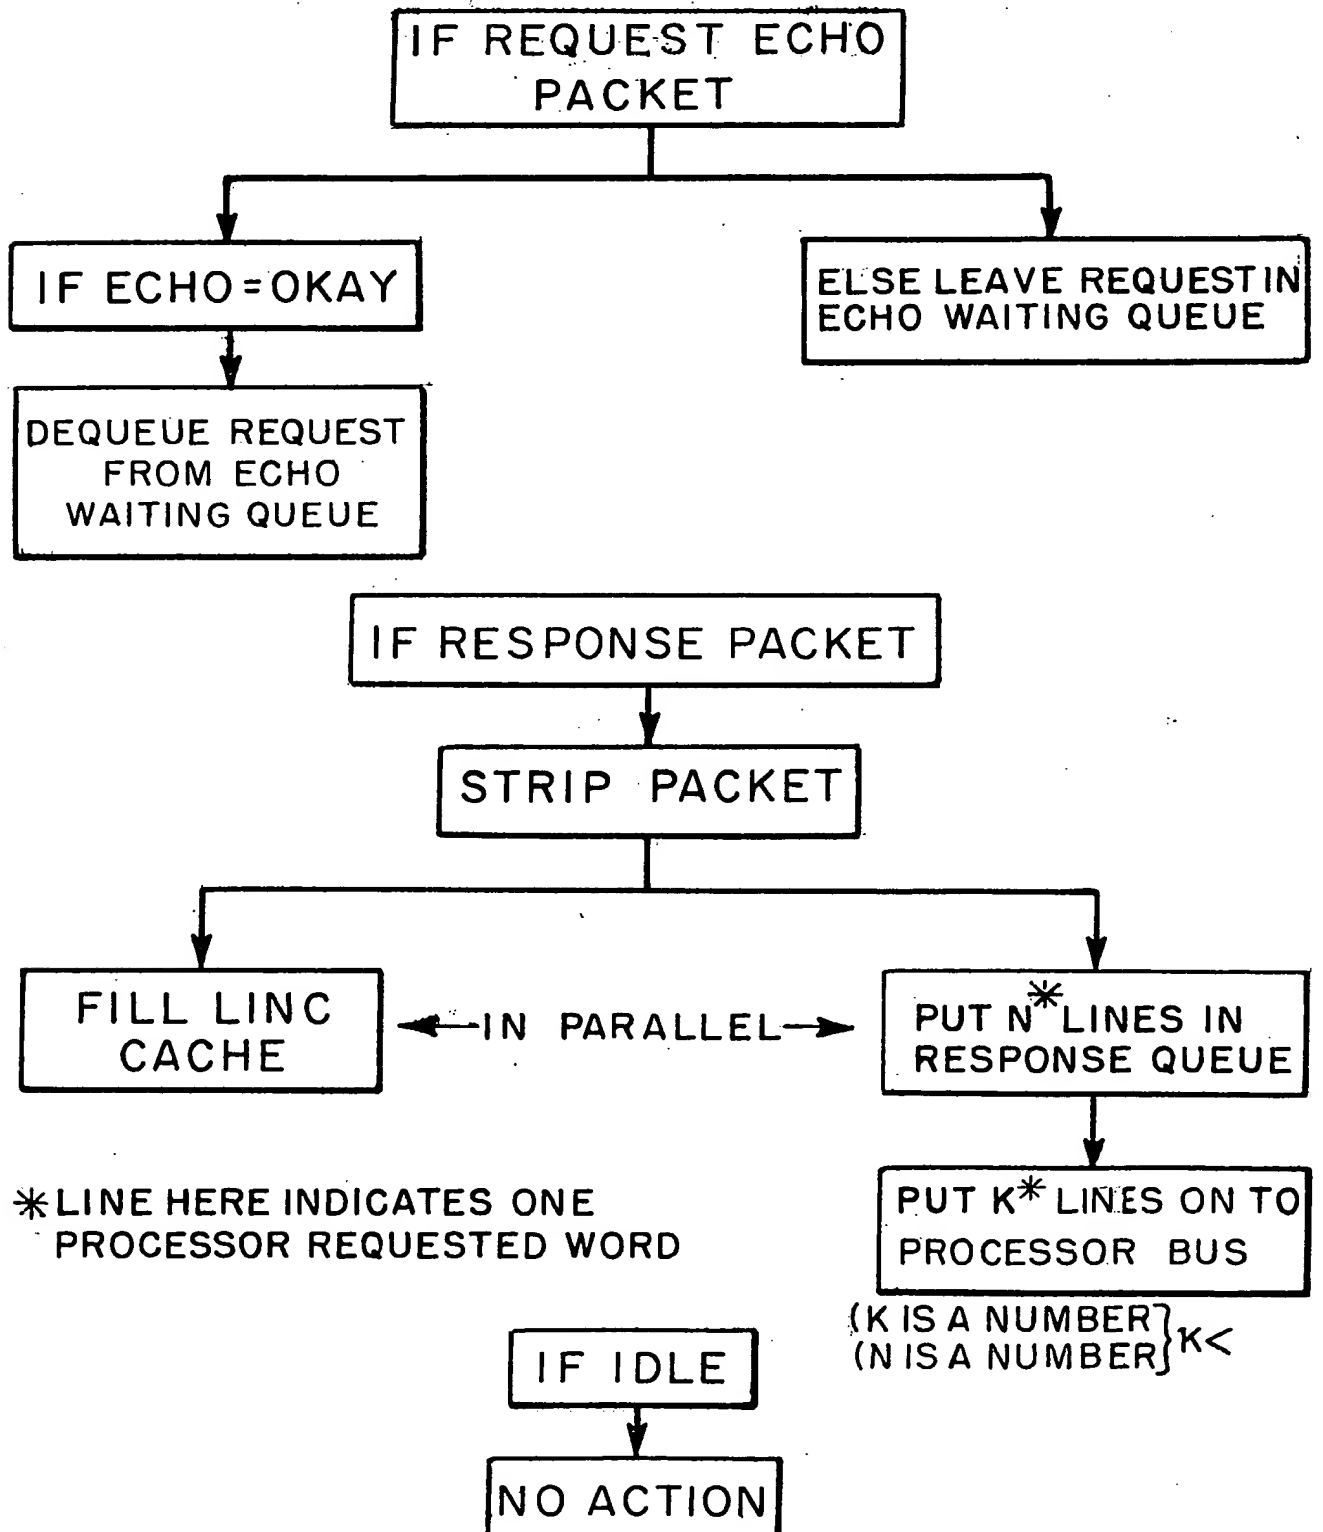 IF REQUEST ECHO
PACKET
IF ECHO=OKAY
ELSE LEAVE REQUEST IN
ECHO WAITING QUEUE
DEQUEUE REQUEST
FROM ECHO
WAITING QUEUE
IF RESPONSE PACKET
STRIP PACKET
FILL LINC
CACHE
IN PARALLEL
PUT N* LINES IN
RESPONSE QUEUE
*LINE HERE INDICATES ONE
PROCESSOR REQUESTED WORD
PUT K* LINES ON TO
PROCESSOR BUS
(K IS A NUMBER
(N IS A NUMBER
} K<
IF IDLE
NO ACTION